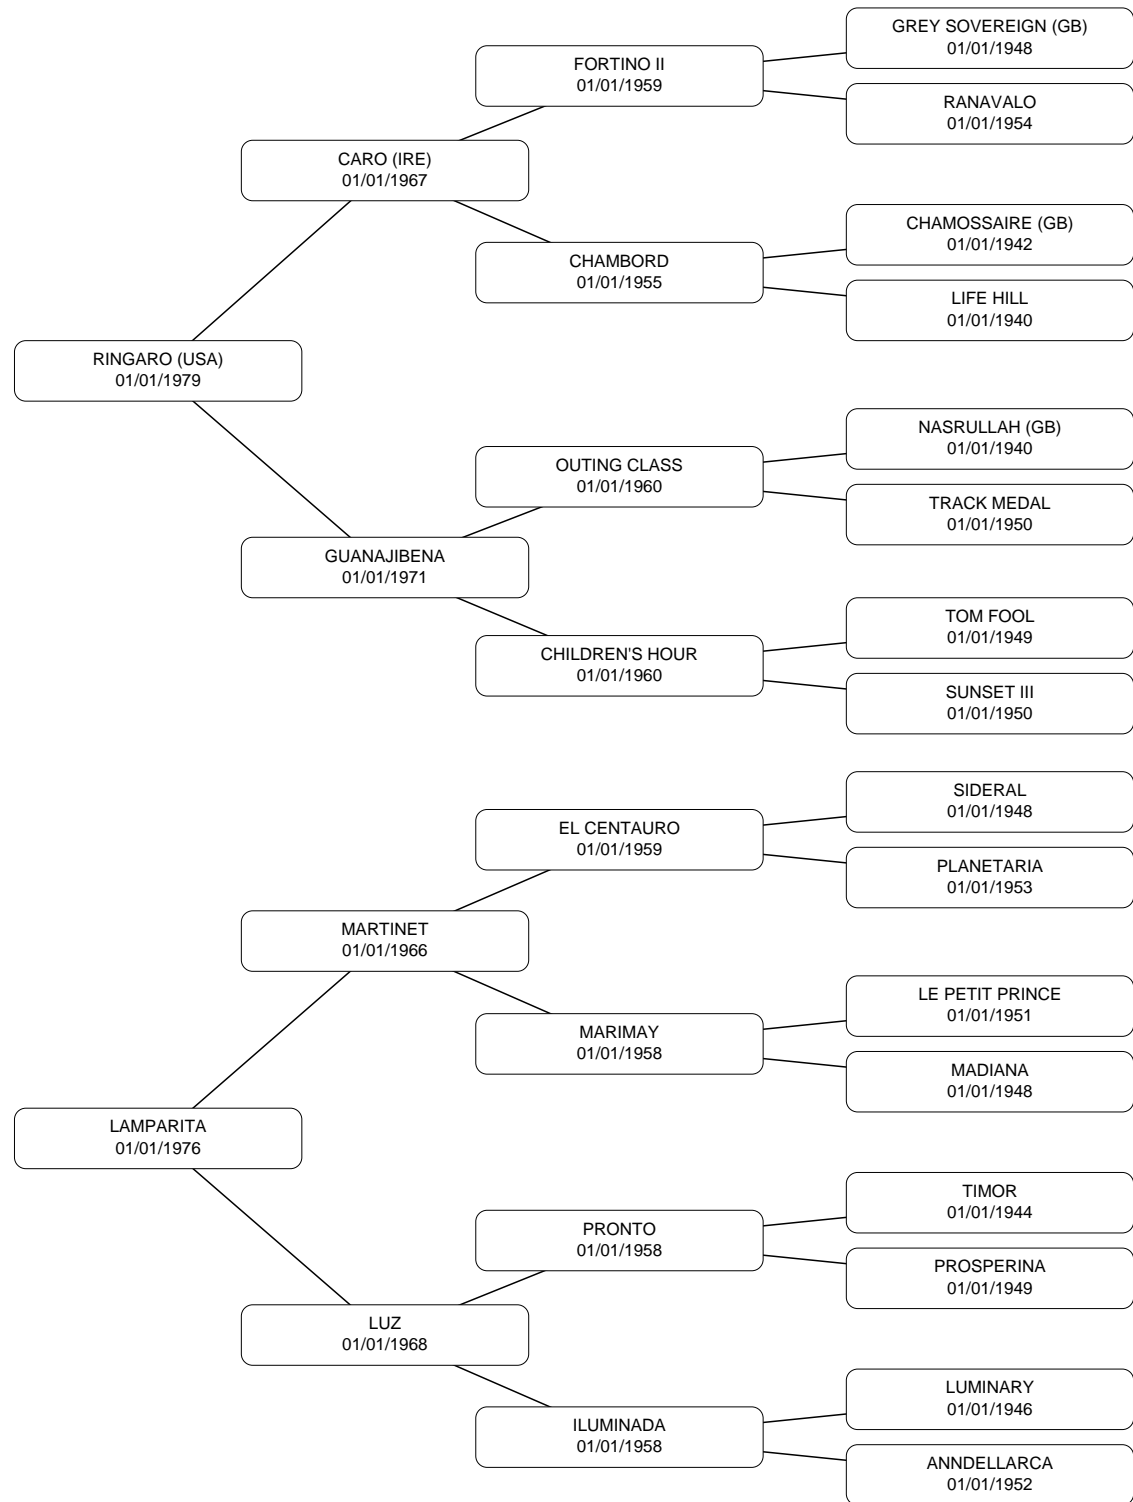 GREY SOVEREIGN (GB)
01/01/1948
FORTINO II
01/01/1959
RANAVALO
01/01/1954
CARO (IRE)
01/01/1967
CHAMOSSAIRE (GB)
01/01/1942
CHAMBORD
01/01/1955
LIFE HILL
01/01/1940
RINGARO (USA)
01/01/1979
NASRULLAH (GB)
01/01/1940
OUTING CLASS
01/01/1960
TRACK MEDAL
01/01/1950
GUANAJIBENA
01/01/1971
TOM FOOL
01/01/1949
CHILDREN'S HOUR
01/01/1960
SUNSET III
01/01/1950
SIDERAL
01/01/1948
EL CENTAURO
01/01/1959
PLANETARIA
01/01/1953
MARTINET
01/01/1966
LE PETIT PRINCE
01/01/1951
MARIMAY
01/01/1958
MADIANA
01/01/1948
LAMPARITA
01/01/1976
TIMOR
01/01/1944
PRONTO
01/01/1958
PROSPERINA
01/01/1949
LUZ
01/01/1968
LUMINARY
01/01/1946
ILUMINADA
01/01/1958
ANNDELLARCA
01/01/1952